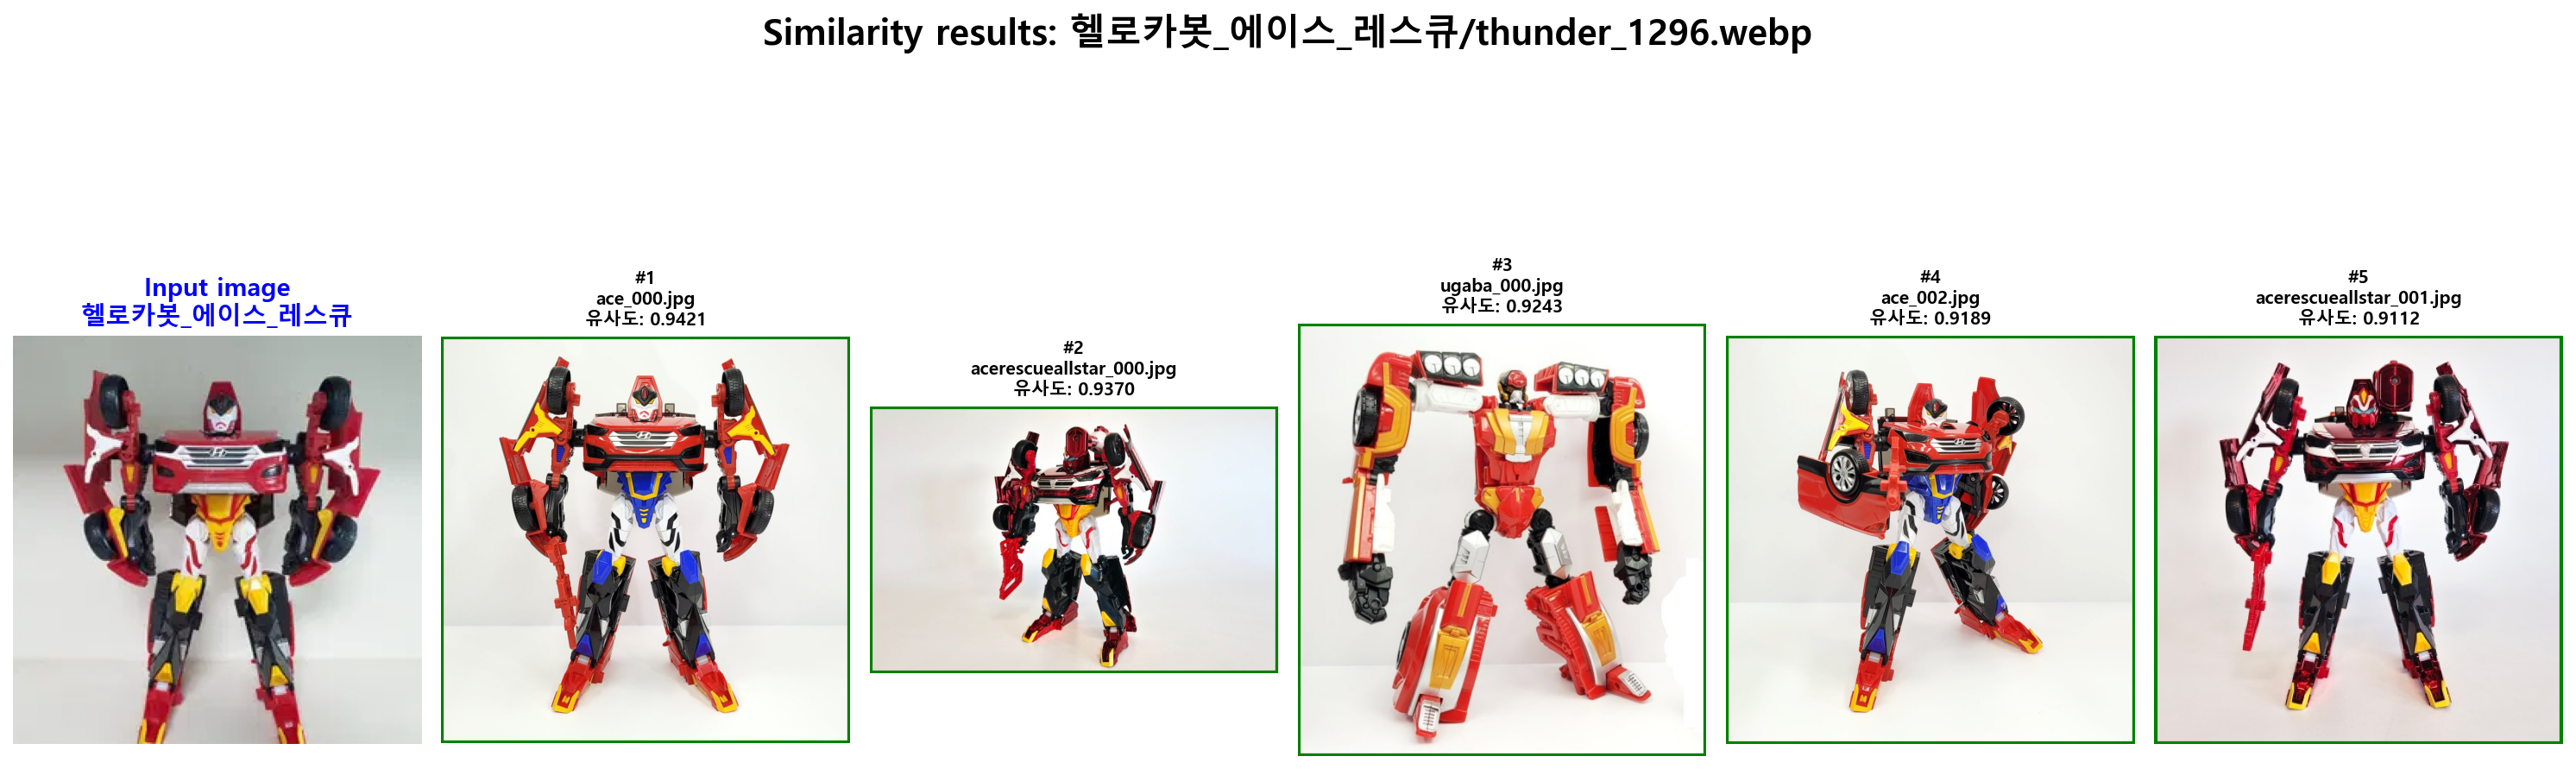 Similarity results: 헬로카봇_에이스_레스큐/thunder_1296.webp
Input image
헬로카봇_에이스_레스큐
#1
ace_000.jpg
유사도: 0.9421
#2
acerescueallstar_000.jpg
유사도: 0.9370
#3
ugaba_000.jpg
유사도: 0.9243
#4
ace_002.jpg
유사도: 0.9189
#5
acerescueallstar_001.jpg
유사도: 0.9112